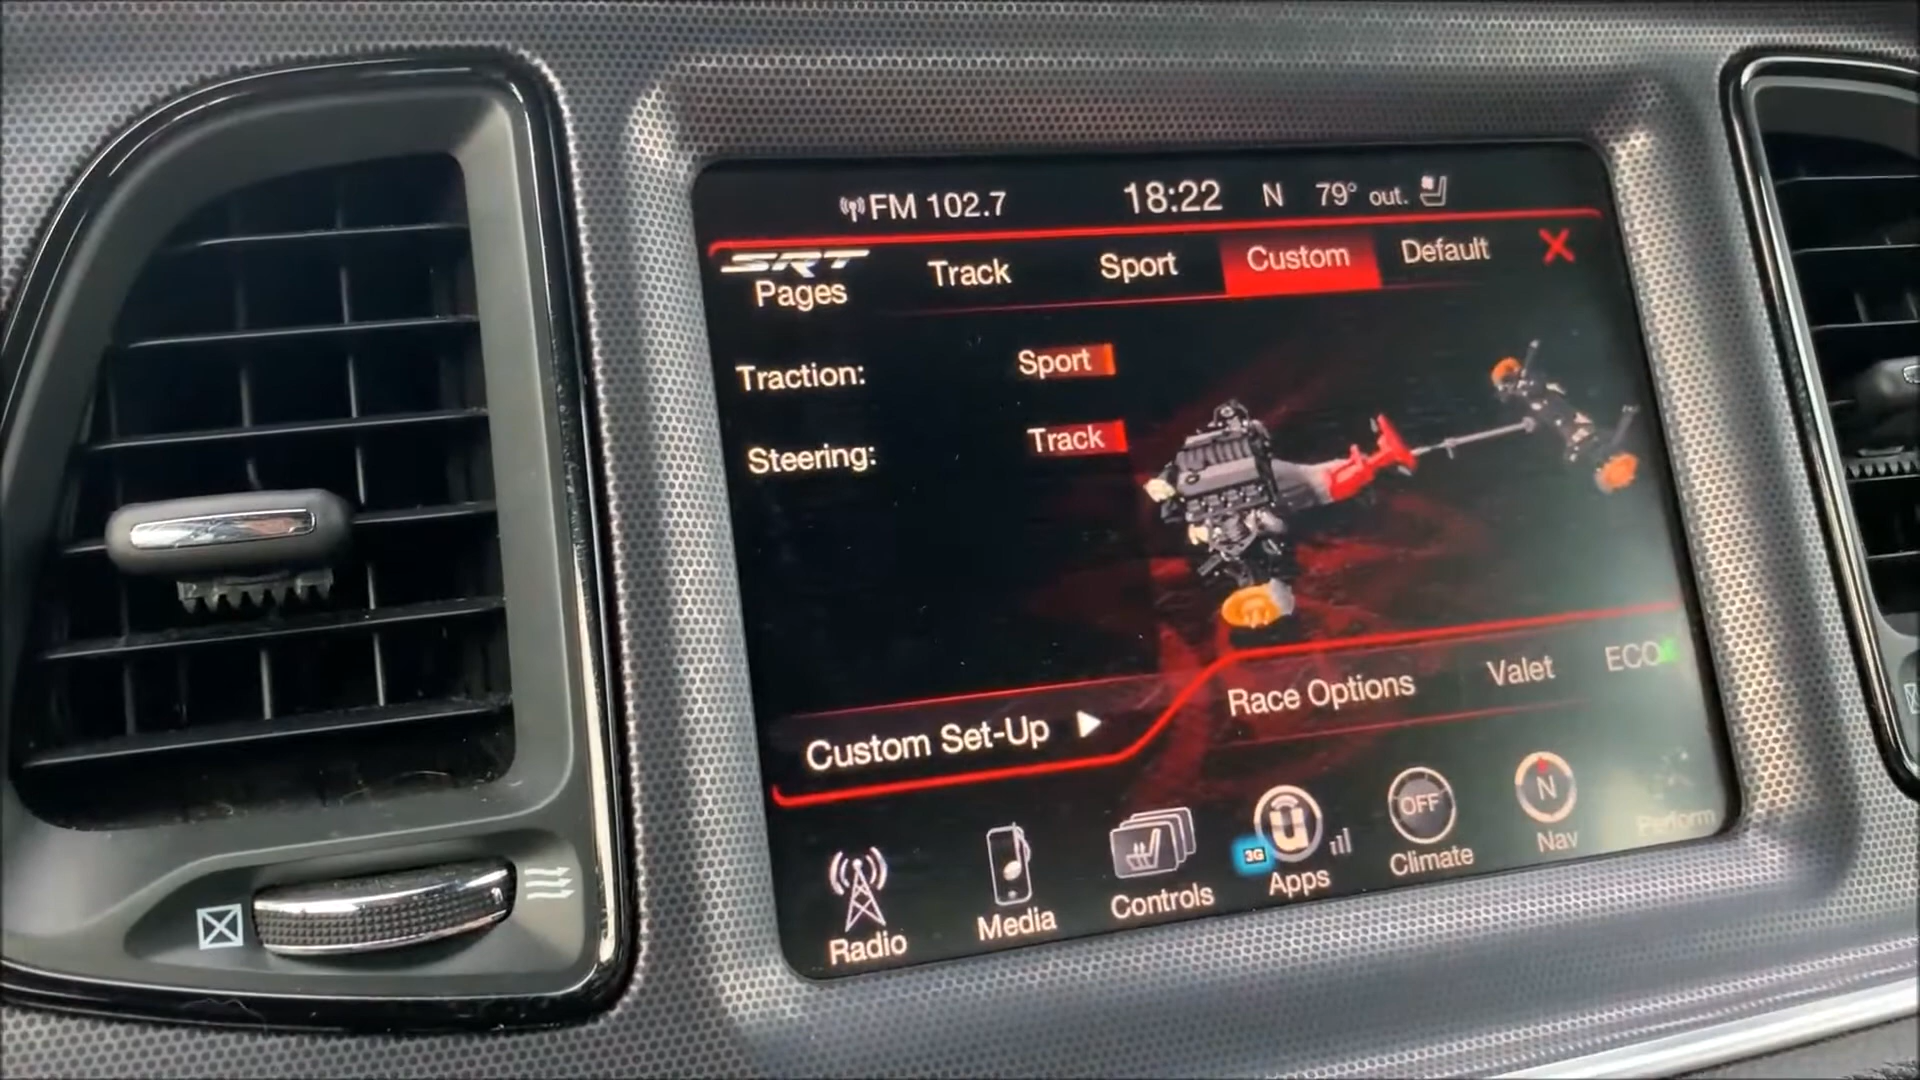 FM 102.7 18:22 N 79° out.
SRT Pages Track Sport Custom Default X
Traction: Sport
Steering: Track
Custom Set-Up Race Options Valet ECO
Radio Media Controls 3G Apps OFF Climate N Nav Perform